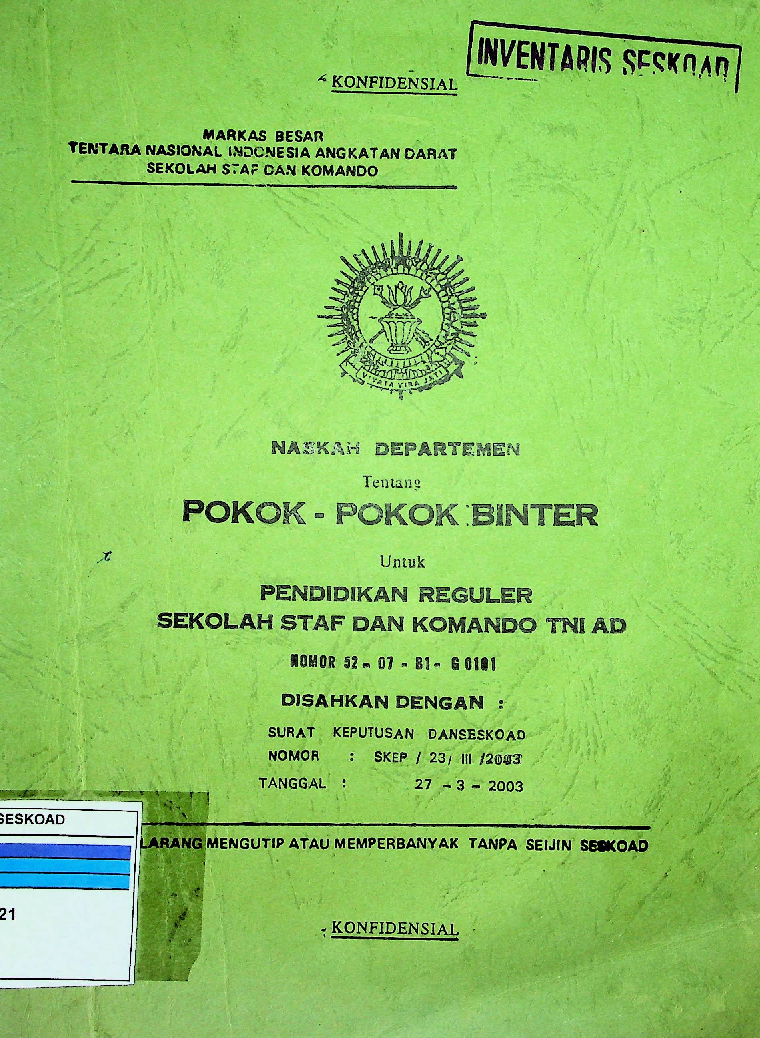 INVENTARIS SESKOAD
KONFIDENSIAL
MARKAS BESAR
TENTARA NASIONAL INDONESIA ANGKATAN DARAT
SEKOLAH STAF DAN KOMANDO
VIYATA VIRA JATI
NASKAH DEPARTEMEN
Tentang
POKOK - POKOK BINTER
Untuk
PENDIDIKAN REGULER
SEKOLAH STAF DAN KOMANDO TNI AD
NOMOR 52 - 07 - B1 - G 0101
DISAHKAN DENGAN :
SURAT KEPUTUSAN DANSESKOAD
NOMOR : SKEP / 23 / III / 2003
TANGGAL : 27 - 3 - 2003
SESKOAD
21
LARANG MENGUTIP ATAU MEMPERBANYAK TANPA SEIJIN SESKOAD
KONFIDENSIAL